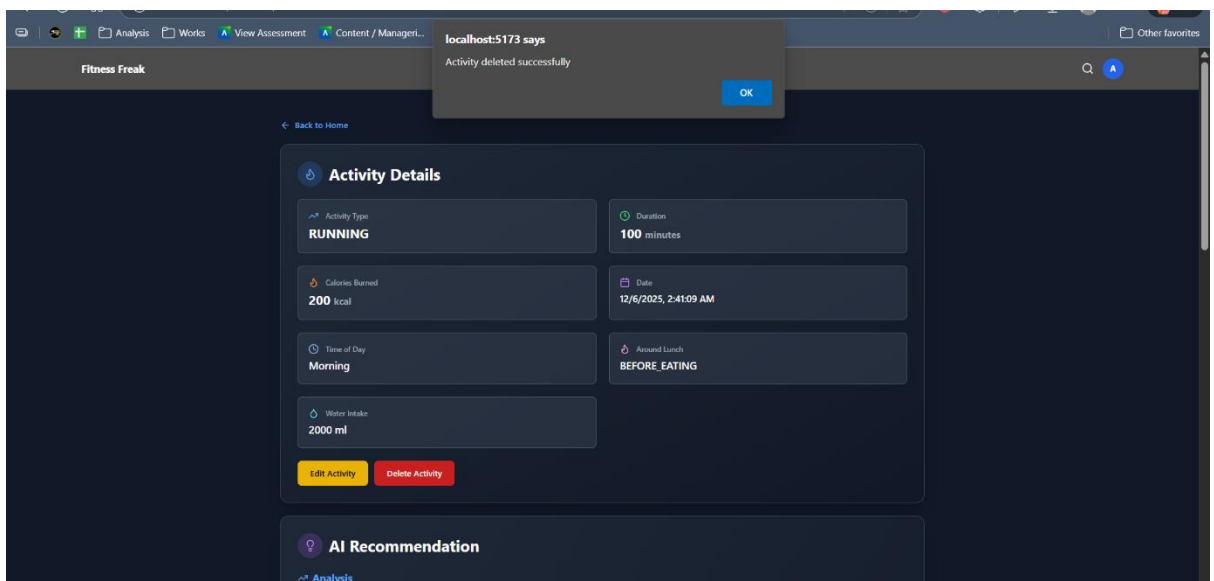 Analysis
Works
View Assessment
Content / Manageri...
Other favorites
localhost:5173 says
Activity deleted successfully
OK
Fitness Freak
A
Back to Home
Activity Details
Activity Type
RUNNING
Duration
100 minutes
Calories Burned
200 kcal
Date
12/6/2025, 2:41:09 AM
Time of Day
Morning
Around Lunch
BEFORE_EATING
Water Intake
2000 ml
Edit Activity
Delete Activity
AI Recommendation
Analysis